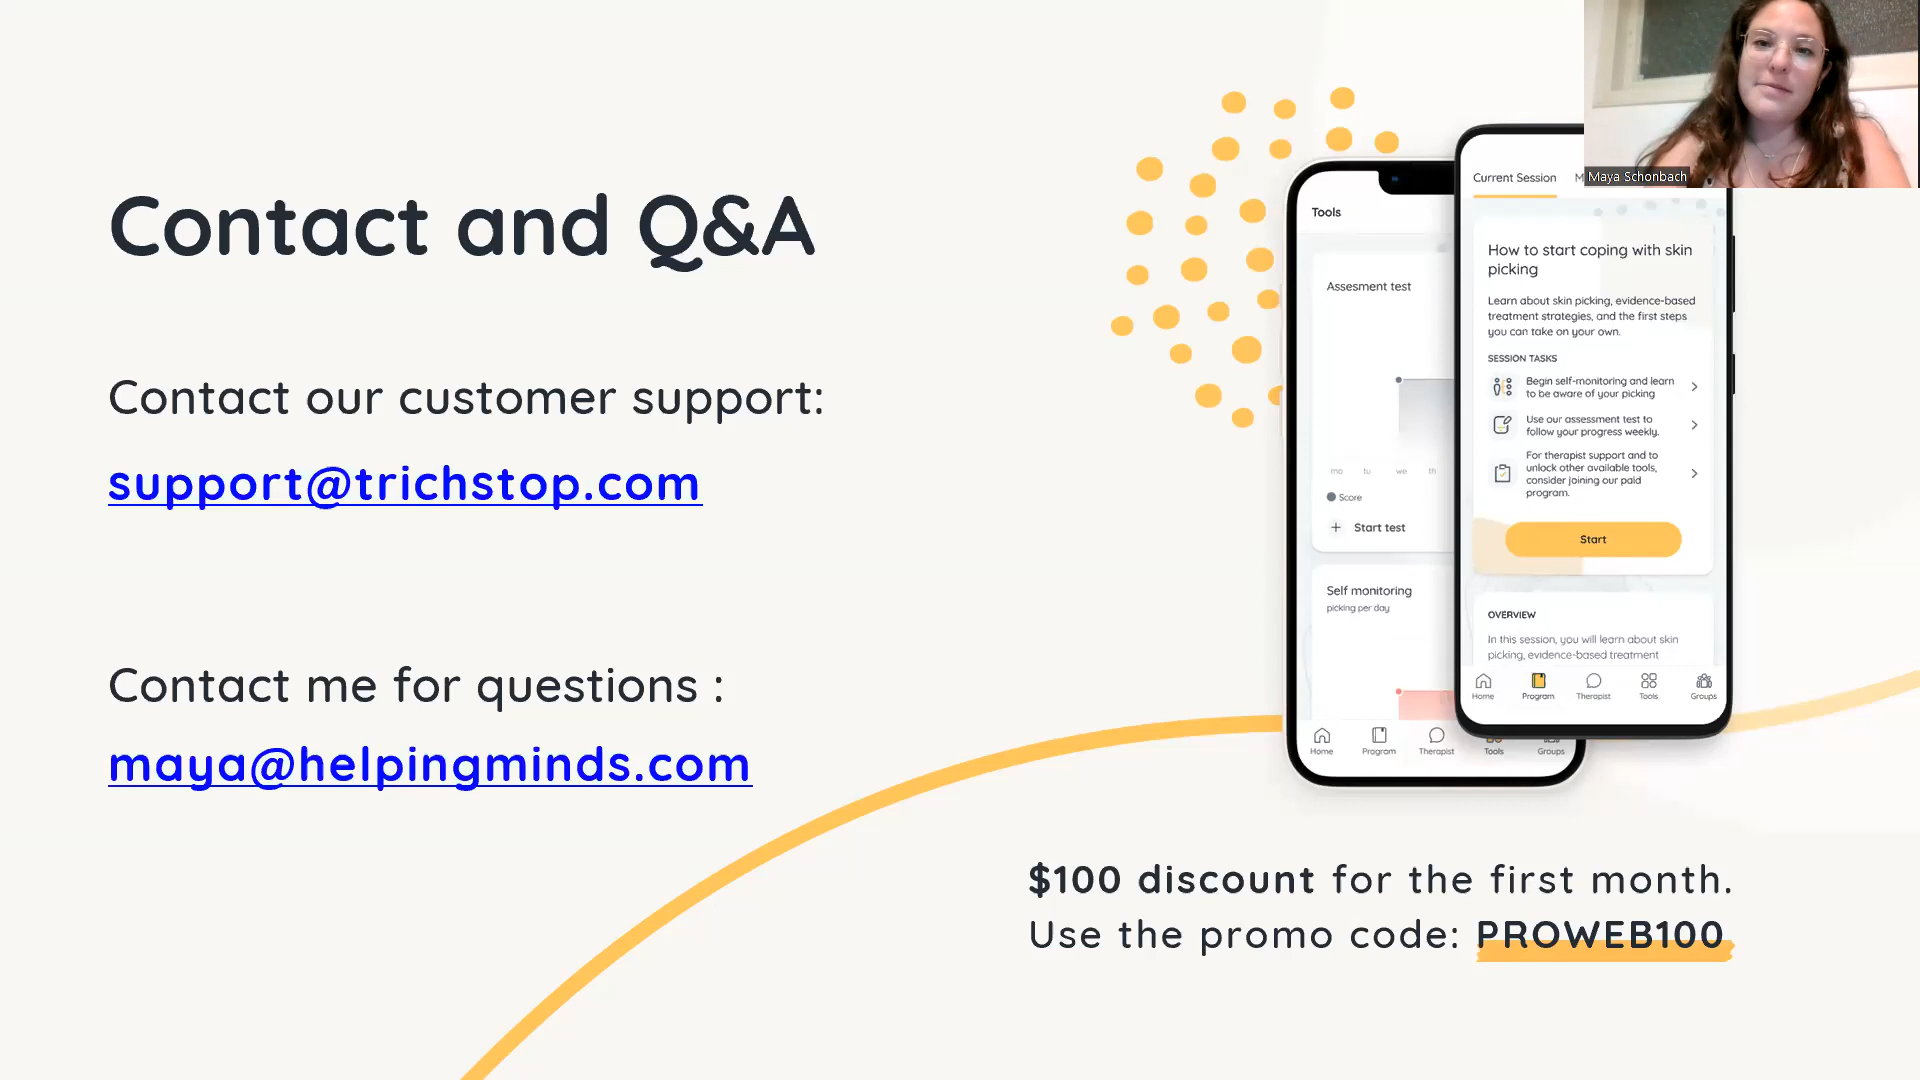 Contact and Q&A
Contact our customer support:
support@trichstop.com
Contact me for questions :
maya@helpingminds.com
Tools
Assesment test
mo tu we th
Score
+ Start test
Self monitoring
picking per day
Home Program Therapist Tools Groups
Current Session M
How to start coping with skin
picking
Learn about skin picking, evidence-based
treatment strategies, and the first steps
you can take on your own.
SESSION TASKS
Begin self-monitoring and learn
to be aware of your picking
Use our assessment test to
follow your progress weekly.
For therapist support and to
unlock other available tools,
consider joining our paid
program.
Start
OVERVIEW
In this session, you will learn about skin
picking, evidence-based treatment
Home Program Therapist Tools Groups
Maya Schonbach
$100 discount for the first month.
Use the promo code: PROWEB100